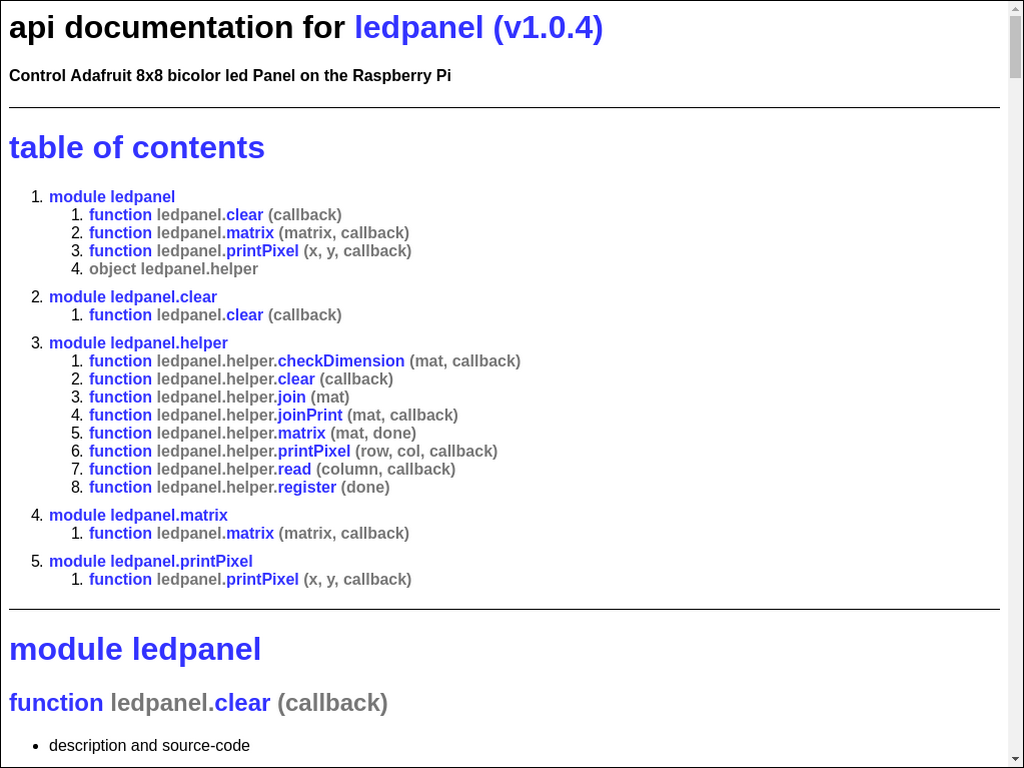 api documentation for ledpanel (v1.0.4)
Control Adafruit 8x8 bicolor led Panel on the Raspberry Pi
table of contents
1. module ledpanel
1. function ledpanel.clear (callback)
2. function ledpanel.matrix (matrix, callback)
3. function ledpanel.printPixel (x, y, callback)
4. object ledpanel.helper
2. module ledpanel.clear
1. function ledpanel.clear (callback)
3. module ledpanel.helper
1. function ledpanel.helper.checkDimension (mat, callback)
2. function ledpanel.helper.clear (callback)
3. function ledpanel.helper.join (mat)
4. function ledpanel.helper.joinPrint (mat, callback)
5. function ledpanel.helper.matrix (mat, done)
6. function ledpanel.helper.printPixel (row, col, callback)
7. function ledpanel.helper.read (column, callback)
8. function ledpanel.helper.register (done)
4. module ledpanel.matrix
1. function ledpanel.matrix (matrix, callback)
5. module ledpanel.printPixel
1. function ledpanel.printPixel (x, y, callback)
module ledpanel
function ledpanel.clear (callback)
• description and source-code